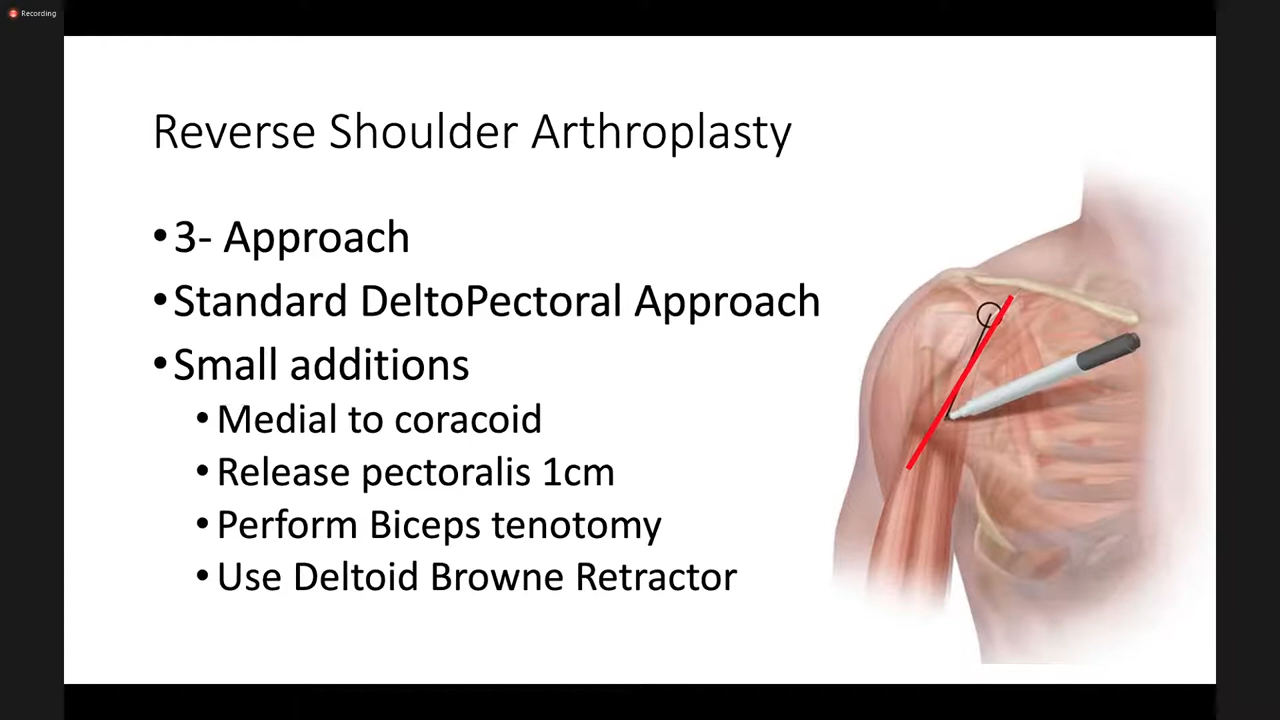 Recording
Reverse Shoulder Arthroplasty
•3- Approach
•Standard DeltoPectoral Approach
•Small additions
•Medial to coracoid
•Release pectoralis 1cm
•Perform Biceps tenotomy
•Use Deltoid Browne Retractor